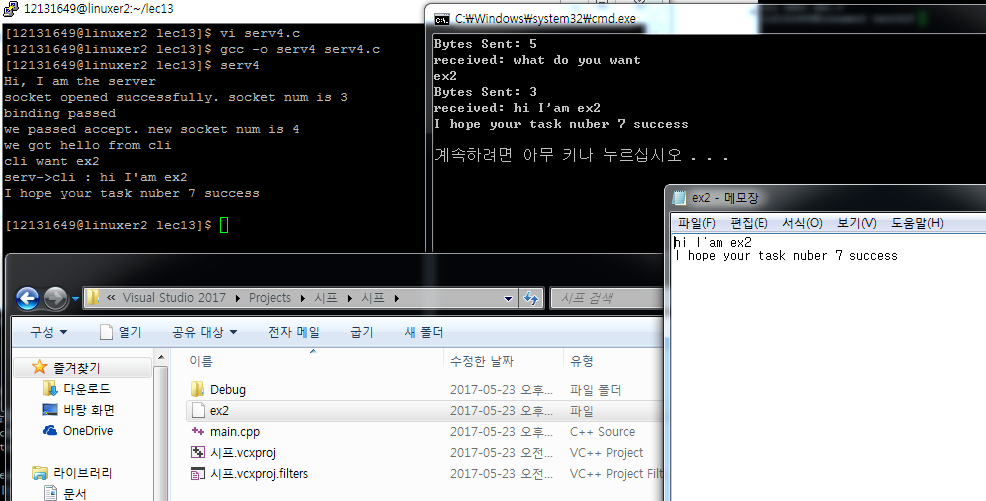 12131649@linuxer2:~/lec13
[12131649@linuxer2 lec13]$ vi serv4.c
[12131649@linuxer2 lec13]$ gcc -o serv4 serv4.c
[12131649@linuxer2 lec13]$ serv4
Hi, I am the server
socket opened successfully. socket num is 3
binding passed
we passed accept. new socket num is 4
we got hello from cli
cli want ex2
serv->cli : hi I'am ex2
I hope your task nuber 7 success
[12131649@linuxer2 lec13]$
C:₩Windows₩system32₩cmd.exe
Bytes Sent: 5
received: what do you want
ex2
Bytes Sent: 3
received: hi I'am ex2
I hope your task nuber 7 success
계속하려면 아무 키나 누르십시오 . . .
ex2 - 메모장
파일(F) 편집(E) 서식(O) 보기(V) 도움말(H)
hi I'am ex2
I hope your task nuber 7 success
« Visual Studio 2017 ▸ Projects ▸ 시프 ▸ 시프 ▸
시프 검색
구성 열기 공유 대상 전자 메일 굽기 새 폴더
즐겨찾기
다운로드
바탕 화면
OneDrive
라이브러리
문서
이름 수정한 날짜 유형
Debug 2017-05-23 오후... 파일 폴더
ex2 2017-05-23 오후... 파일
main.cpp 2017-05-23 오후... C++ Source
시프.vcxproj 2017-05-23 오전... VC++ Project
시프.vcxproj.filters 2017-05-23 오전... VC++ Project Filt